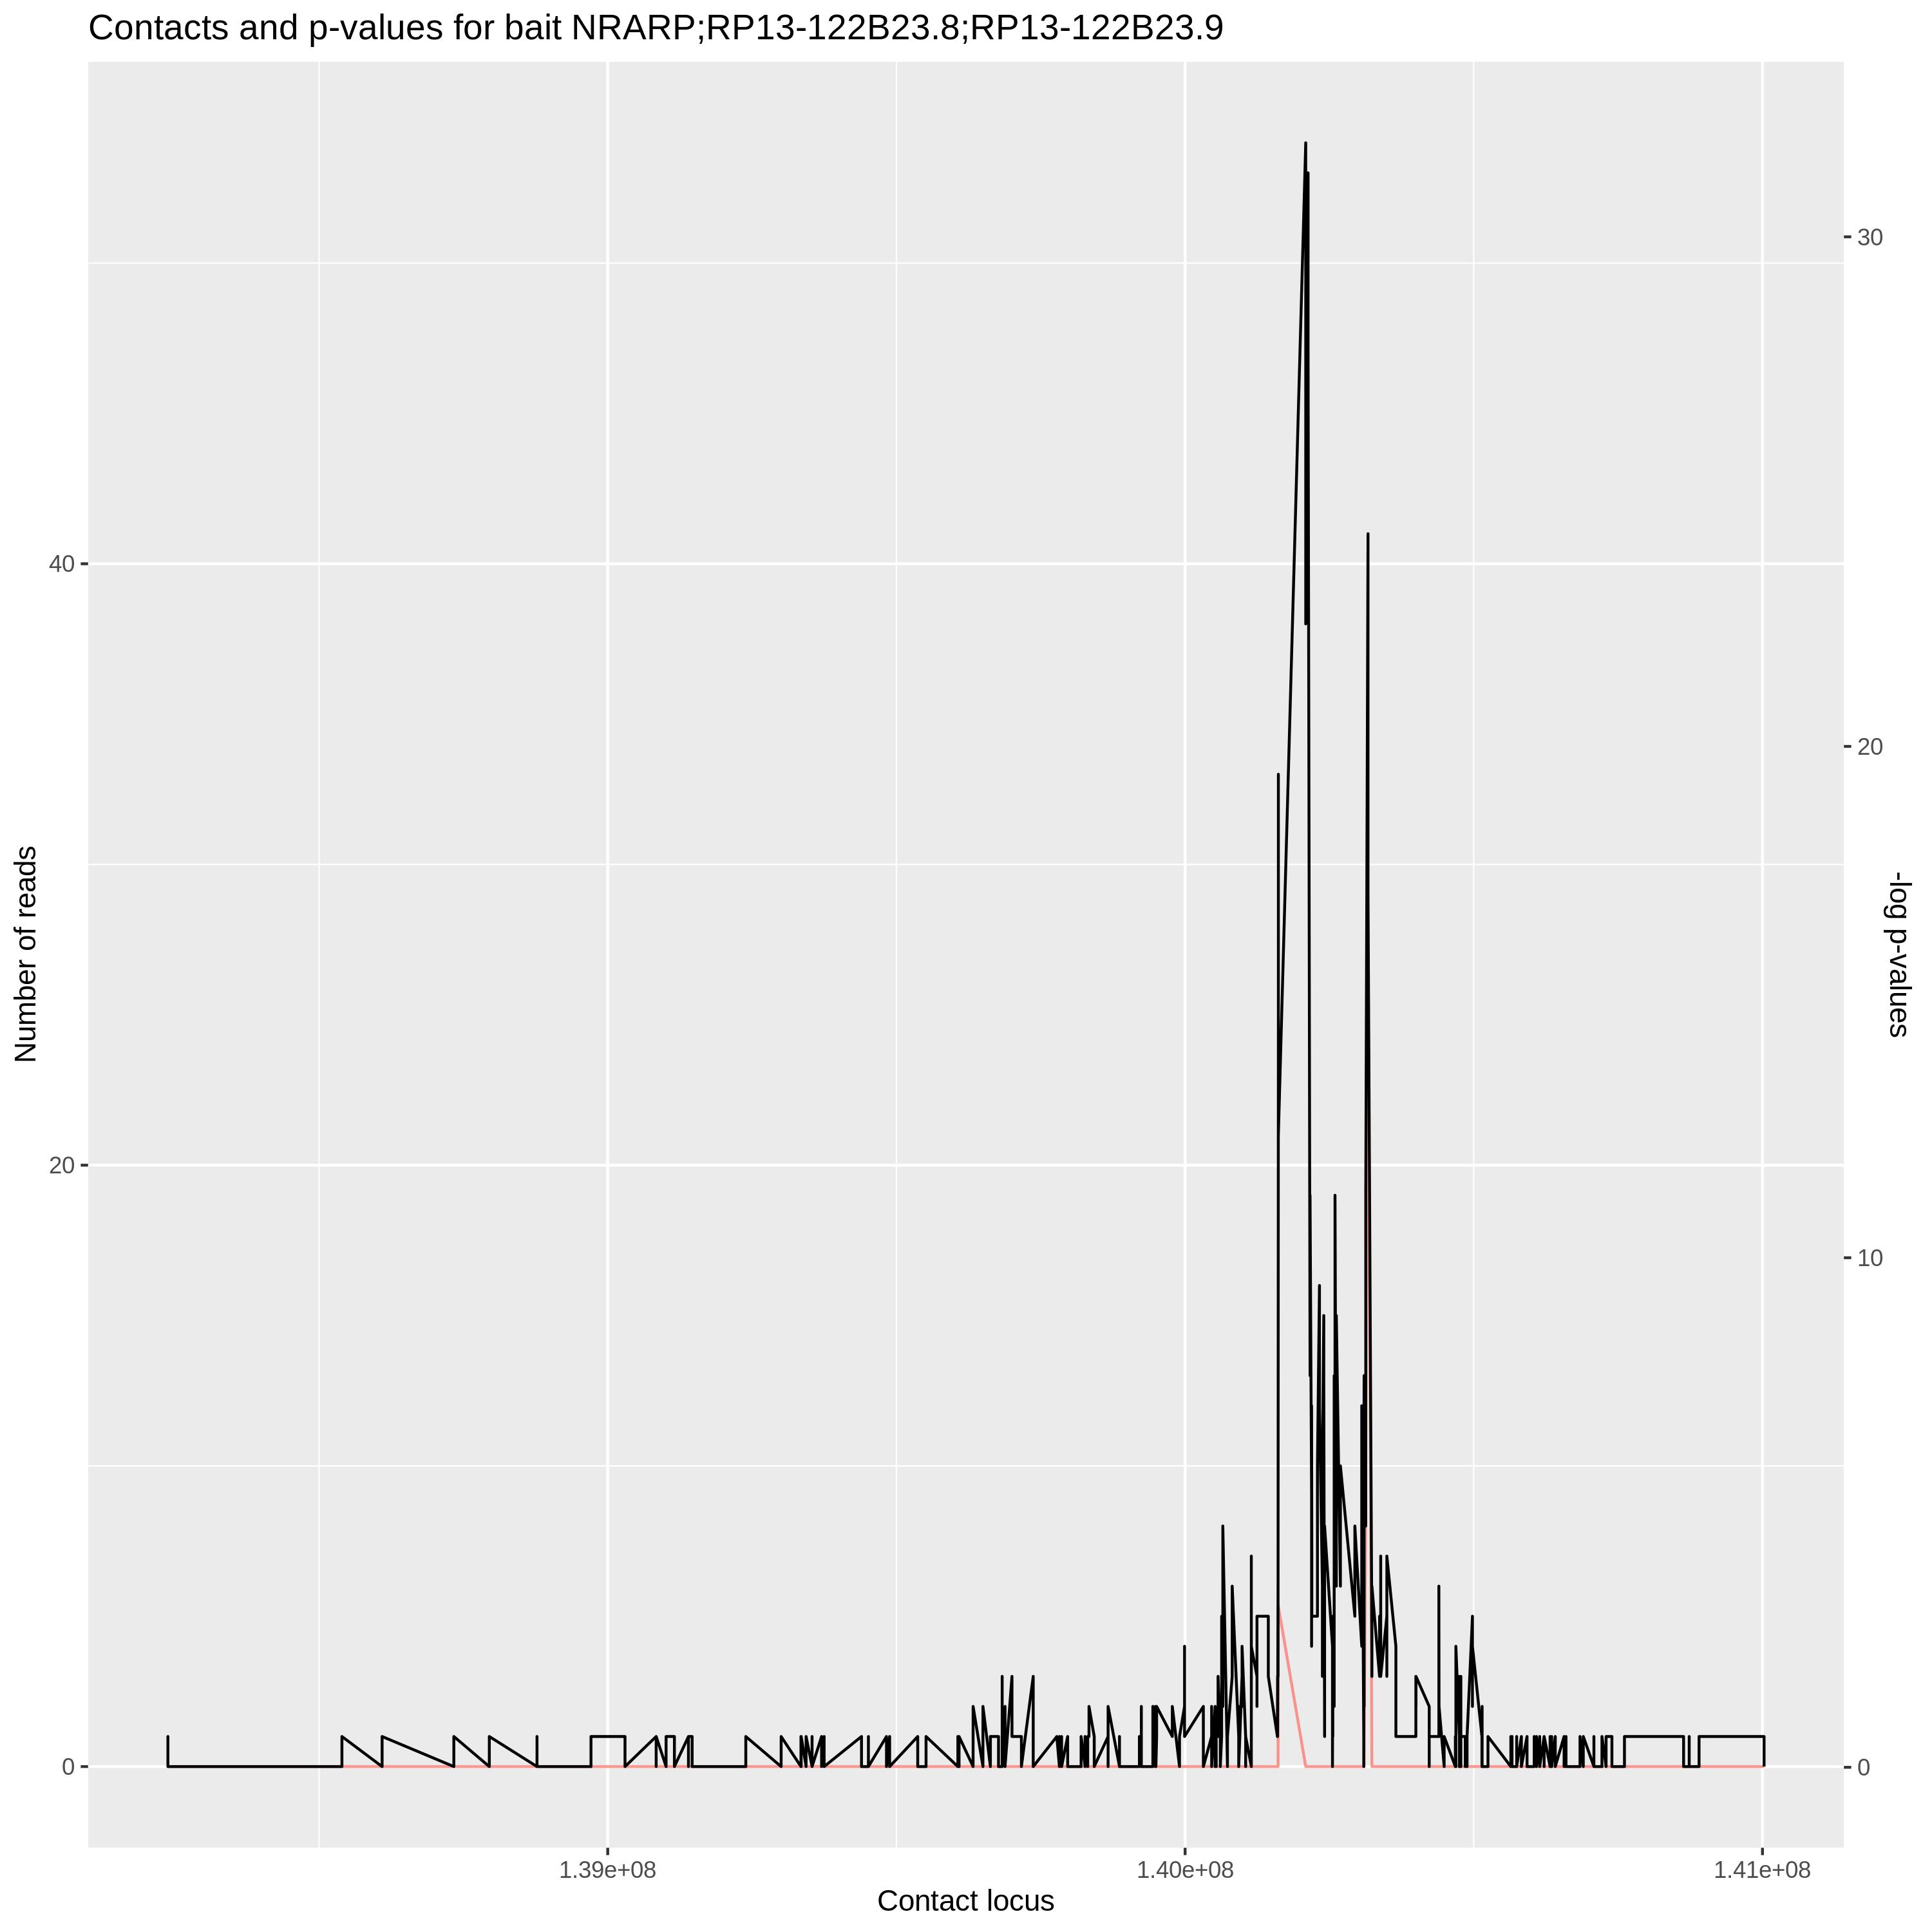 Contacts and p-values for bait NRARP;RP13-122B23.8;RP13-122B23.9
Number of reads
40
20
0
30
20
10
0
-log p-values
1.39e+08
1.40e+08
1.41e+08
Contact locus